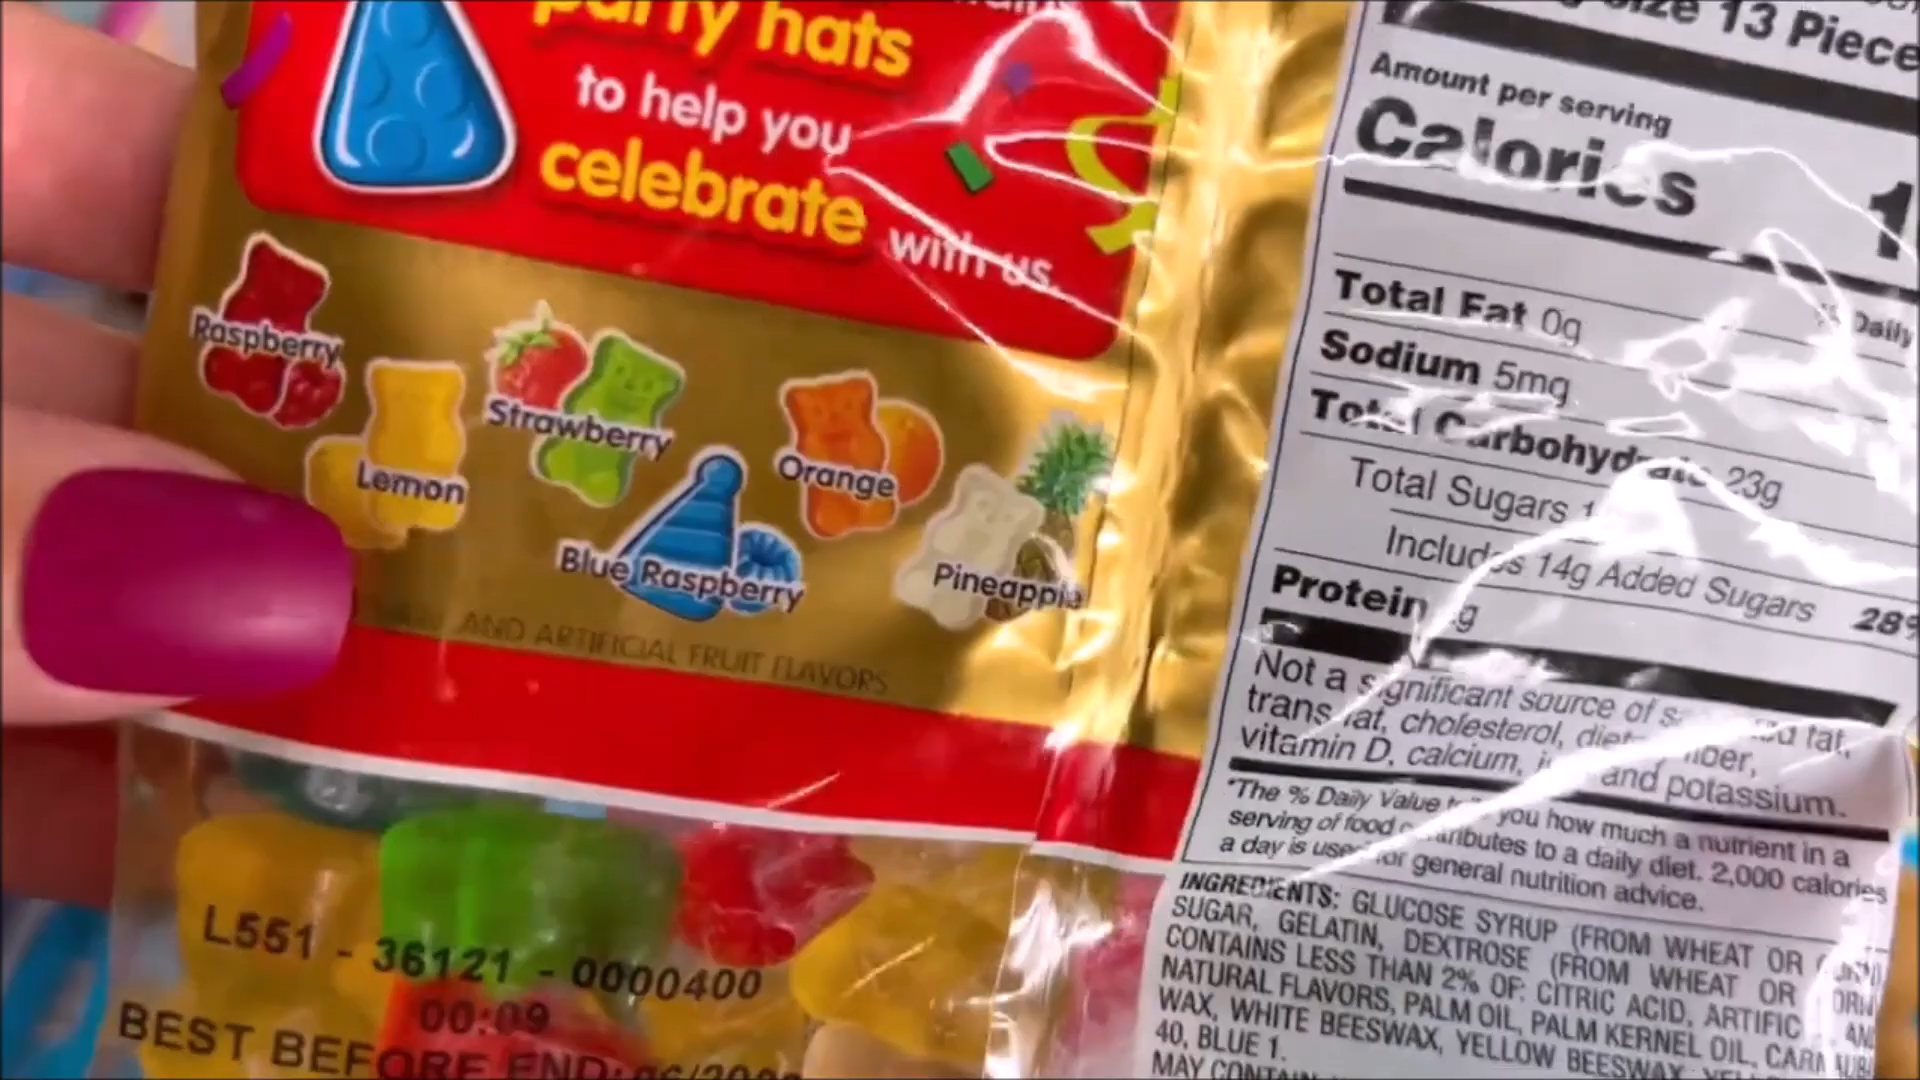 party hats
to help you
celebrate with us.
Raspberry
Lemon
Strawberry
Blue Raspberry
Orange
Pineapple
AND ARTIFICIAL FRUIT FLAVORS
L551 - 36121 - 0000400
00:09
BEST BEFORE END:
Size 13 Piece
Amount per serving
Calories 1
% Daily
Total Fat 0g
Sodium 5mg
Total Carbohydrate 23g
Total Sugars 1
Includes 14g Added Sugars 28%
Protein
Not a significant source of saturated fat,
trans fat, cholesterol, dietary fiber,
vitamin D, calcium, iron and potassium.
*The % Daily Value tells you how much a nutrient in a
serving of food contributes to a daily diet. 2,000 calories
a day is used for general nutrition advice.
INGREDIENTS: GLUCOSE SYRUP (FROM WHEAT OR CORN)
SUGAR, GELATIN, DEXTROSE (FROM WHEAT OR CORN)
CONTAINS LESS THAN 2% OF: CITRIC ACID, ARTIFIC AND
NATURAL FLAVORS, PALM OIL, PALM KERNEL OIL, CARNAUBA
WAX, WHITE BEESWAX, YELLOW BEESWAX,
40, BLUE 1.
MAY CONTAIN